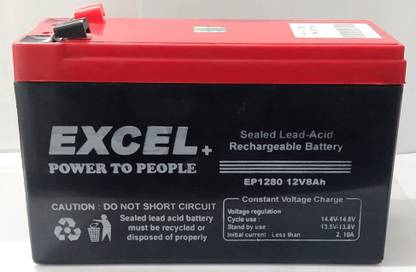 EXCEL+
POWER TO PEOPLE
Sealed Lead-Acid
Rechargeable Battery
EP1280 12V8Ah
CAUTION : DO NOT SHORT CIRCUIT
Sealed lead acid battery
must be recycled or
disposed of properly
Constant Voltage Charge
Voltage regulation
Cycle use : 14.4V-14.8V
Stand by use : 13.5V-13.8V
Initial current : Less than 2.10A